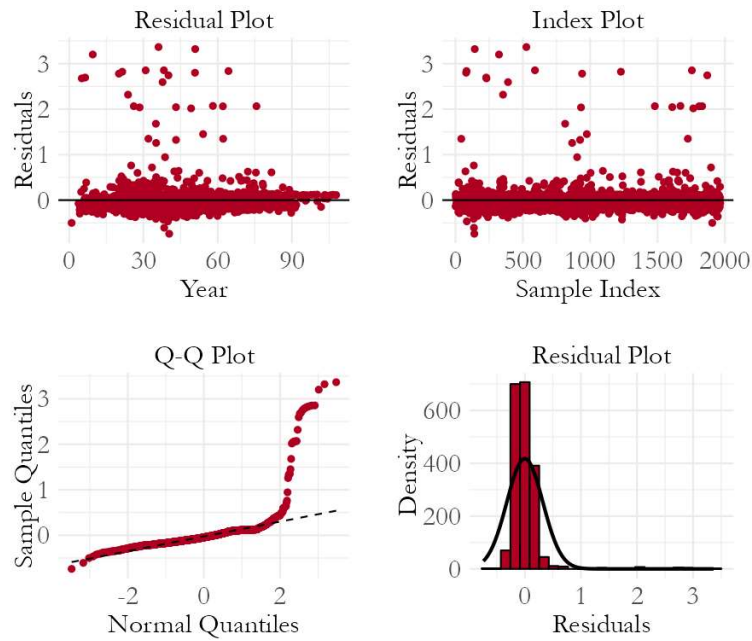 Residual Plot
Residuals
3
2
1
0
0 30 60 90
Year
Index Plot
Residuals
3
2
1
0
0 500 1000 1500 2000
Sample Index
Q-Q Plot
Sample Quantiles
3
2
1
0
-2 0 2
Normal Quantiles
Residual Plot
Density
600
400
200
0
0 1 2 3
Residuals